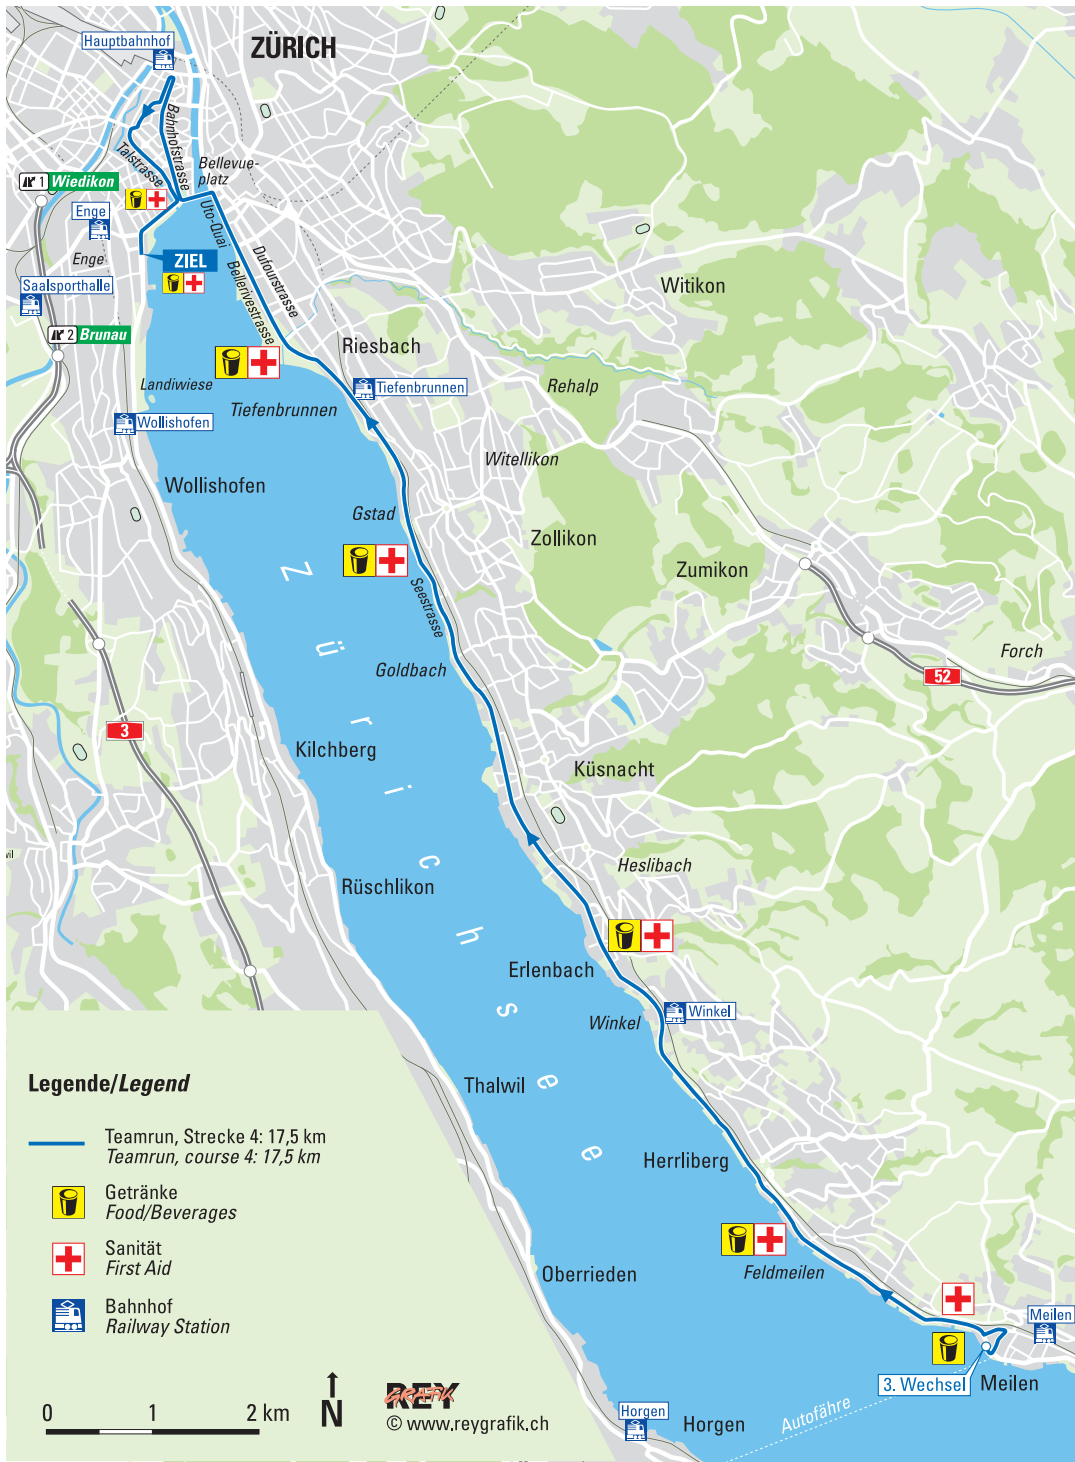 Hauptbahnhof
ZÜRICH
Bahnhofstrasse
Talstrasse
Bellevue-
platz
1 Wiedikon
Enge
Uto-Quai
Enge
ZIEL
Dufourstrasse
Bellerivestrasse
Saalsporthalle
Witikon
2 Brunau
Riesbach
Landiwiese
Tiefenbrunnen
Rehalp
Tiefenbrunnen
Wollishofen
Witellikon
Wollishofen
Gstad
Zollikon
Zumikon
Seestrasse
Zürichsee
Forch
Goldbach
52
3
Kilchberg
Küsnacht
Heslibach
Rüschlikon
Erlenbach
Winkel
Winkel
Thalwil
Herrliberg
Feldmeilen
Oberrieden
Meilen
3. Wechsel
Meilen
Autofähre
Horgen
Horgen
Legende/Legend
Teamrun, Strecke 4: 17,5 km
Teamrun, course 4: 17,5 km
Getränke
Food/Beverages
Sanität
First Aid
Bahnhof
Railway Station
0 1 2 km
N
REY
GRAFIK
© www.reygrafik.ch